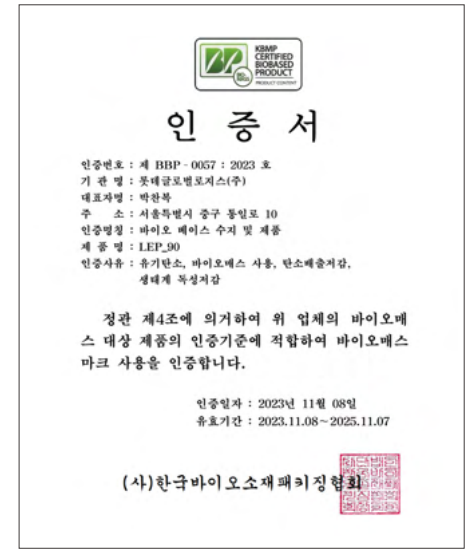 BP
BIOMASS
KBMP
CERTIFIED
BIOBASED
PRODUCT
PRODUCT CONTENT
인 증 서
인증번호 : 제 BBP - 0057 : 2023 호
기 관 명 : 롯데글로벌로지스(주)
대표자명 : 박찬복
주 소 : 서울특별시 중구 통일로 10
인증명칭 : 바이오 베이스 수지 및 제품
제 품 명 : LEP_90
인증사유 : 유기탄소, 바이오매스 사용, 탄소배출저감,
생태계 독성저감
정관 제4조에 의거하여 위 업체의 바이오매
스 대상 제품의 인증기준에 적합하여 바이오매스
마크 사용을 인증합니다.
인증일자 : 2023년 11월 08일
유효기간 : 2023.11.08~2025.11.07
(사)한국바이오소재패키징협회